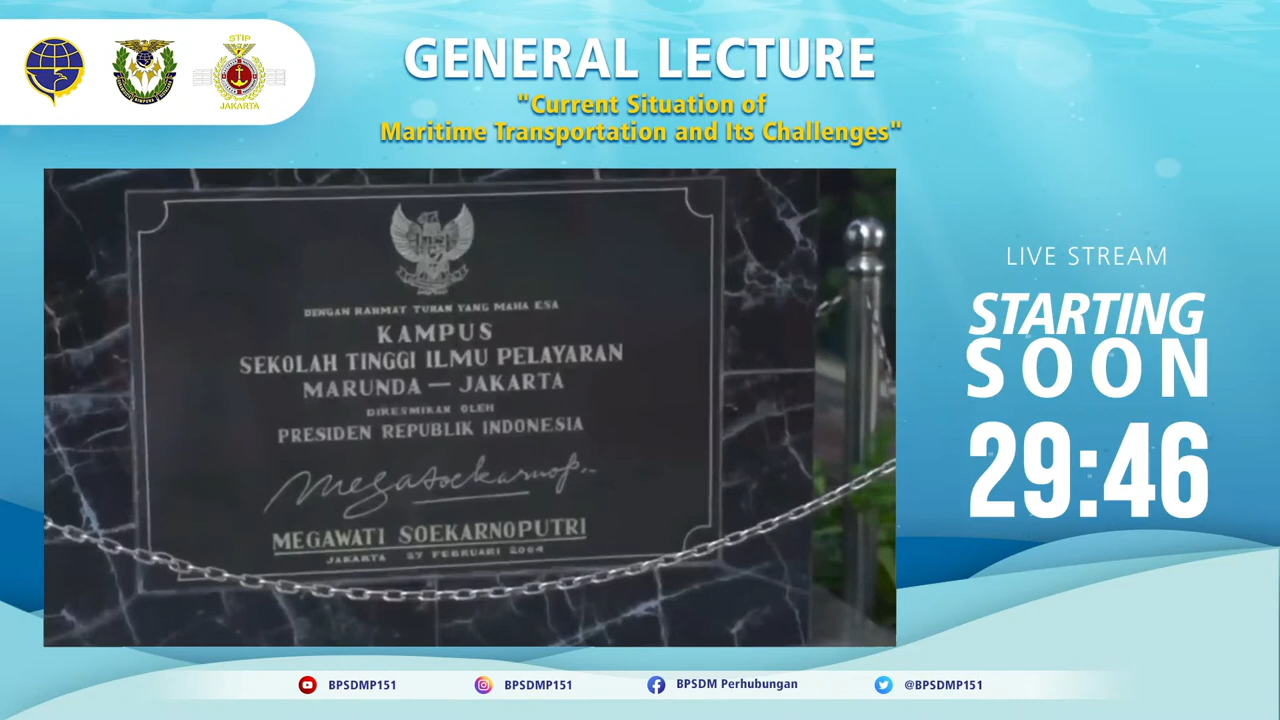 STIP
JAKARTA
GENERAL LECTURE
"Current Situation of
Maritime Transportation and Its Challenges"
DENGAN RAHMAT TUHAN YANG MAHA ESA
KAMPUS
SEKOLAH TINGGI ILMU PELAYARAN
MARUNDA — JAKARTA
DIRESMIKAN OLEH
PRESIDEN REPUBLIK INDONESIA
Megasoekarnop..
MEGAWATI SOEKARNOPUTRI
JAKARTA 27 FEBRUARI 2004
LIVE STREAM
STARTING
SOON
29:46
BPSDMP151
BPSDMP151
BPSDM Perhubungan
@BPSDMP151